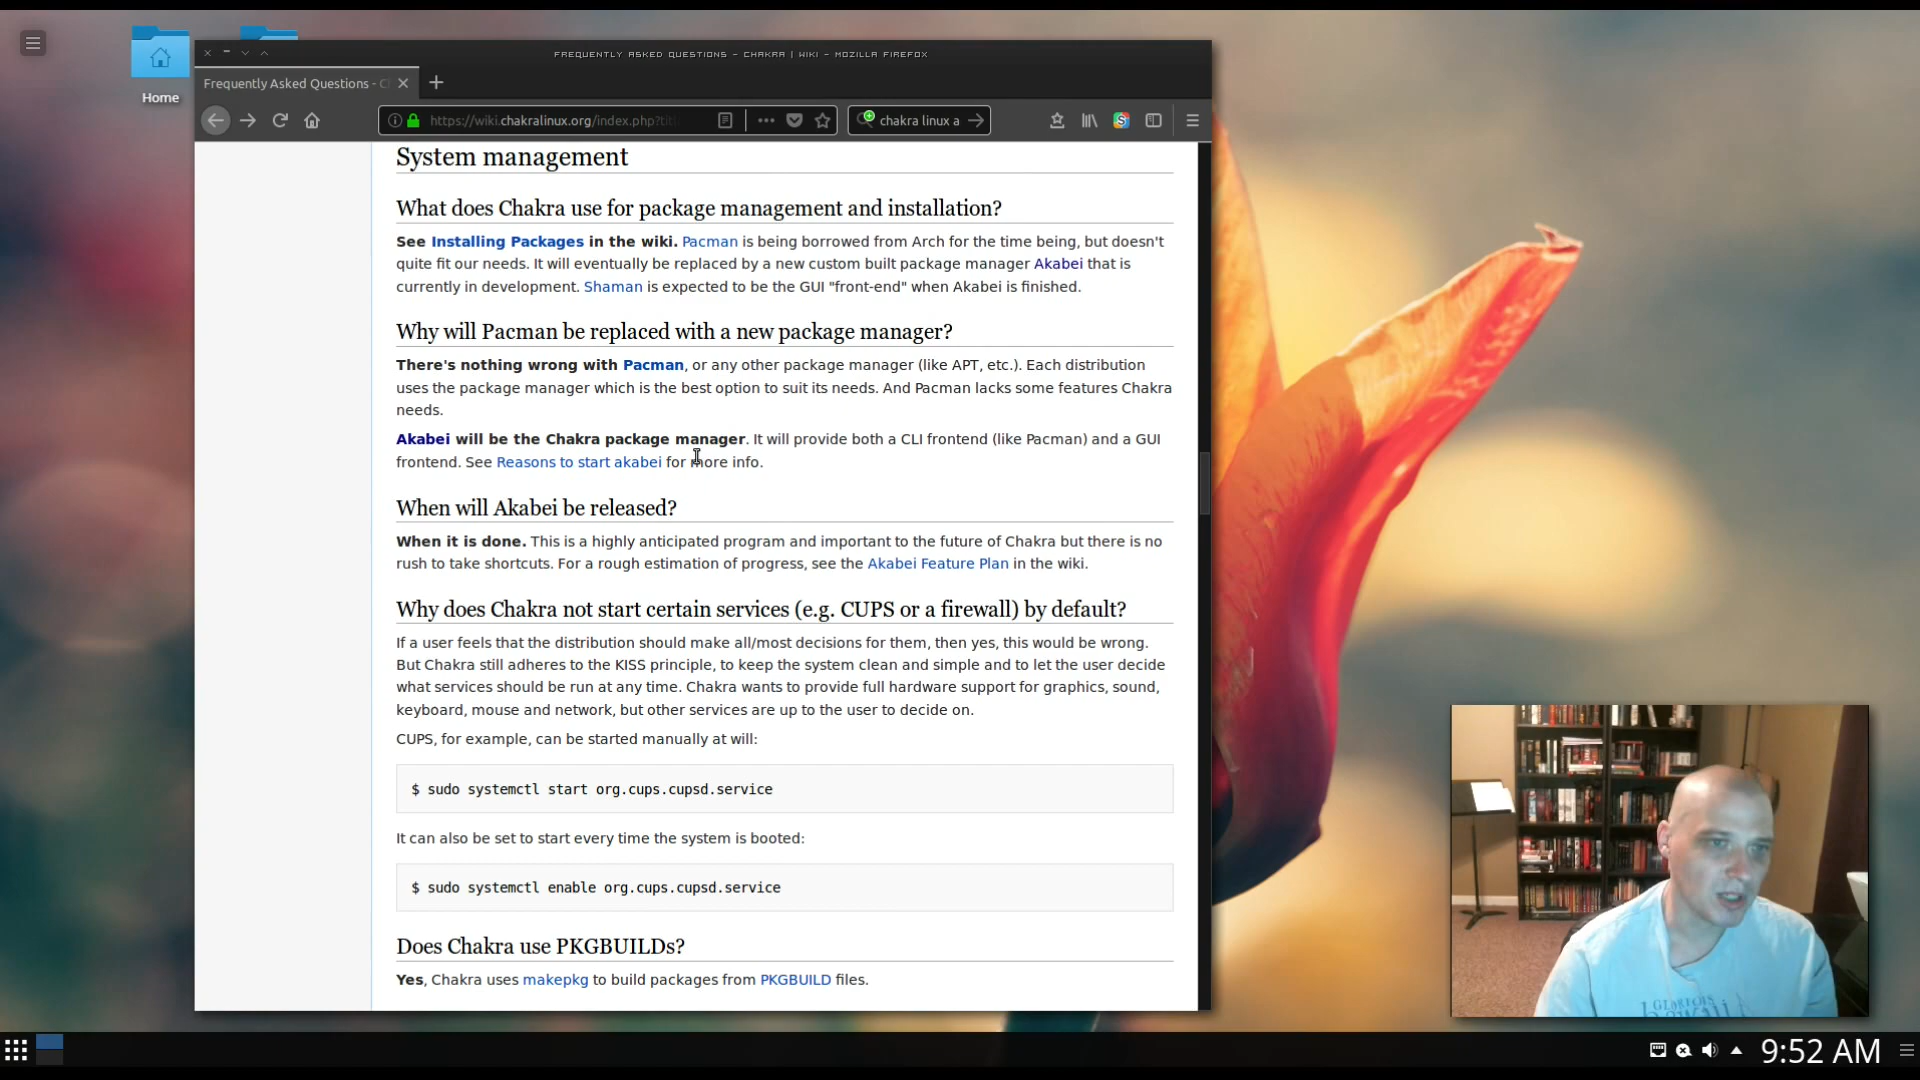 Home
FREQUENTLY ASKED QUESTIONS - CHAKRA | WIKI - MOZILLA FIREFOX
Frequently Asked Questions - C
https://wiki.chakralinux.org/index.php?titl
chakra linux a
System management
What does Chakra use for package management and installation?
See Installing Packages in the wiki. Pacman is being borrowed from Arch for the time being, but doesn't
quite fit our needs. It will eventually be replaced by a new custom built package manager Akabei that is
currently in development. Shaman is expected to be the GUI "front-end" when Akabei is finished.
Why will Pacman be replaced with a new package manager?
There's nothing wrong with Pacman, or any other package manager (like APT, etc.). Each distribution
uses the package manager which is the best option to suit its needs. And Pacman lacks some features Chakra
needs.
Akabei will be the Chakra package manager. It will provide both a CLI frontend (like Pacman) and a GUI
frontend. See Reasons to start akabei for more info.
When will Akabei be released?
When it is done. This is a highly anticipated program and important to the future of Chakra but there is no
rush to take shortcuts. For a rough estimation of progress, see the Akabei Feature Plan in the wiki.
Why does Chakra not start certain services (e.g. CUPS or a firewall) by default?
If a user feels that the distribution should make all/most decisions for them, then yes, this would be wrong.
But Chakra still adheres to the KISS principle, to keep the system clean and simple and to let the user decide
what services should be run at any time. Chakra wants to provide full hardware support for graphics, sound,
keyboard, mouse and network, but other services are up to the user to decide on.
CUPS, for example, can be started manually at will:
$ sudo systemctl start org.cups.cupsd.service
It can also be set to start every time the system is booted:
$ sudo systemctl enable org.cups.cupsd.service
Does Chakra use PKGBUILDs?
Yes, Chakra uses makepkg to build packages from PKGBUILD files.
9:52 AM